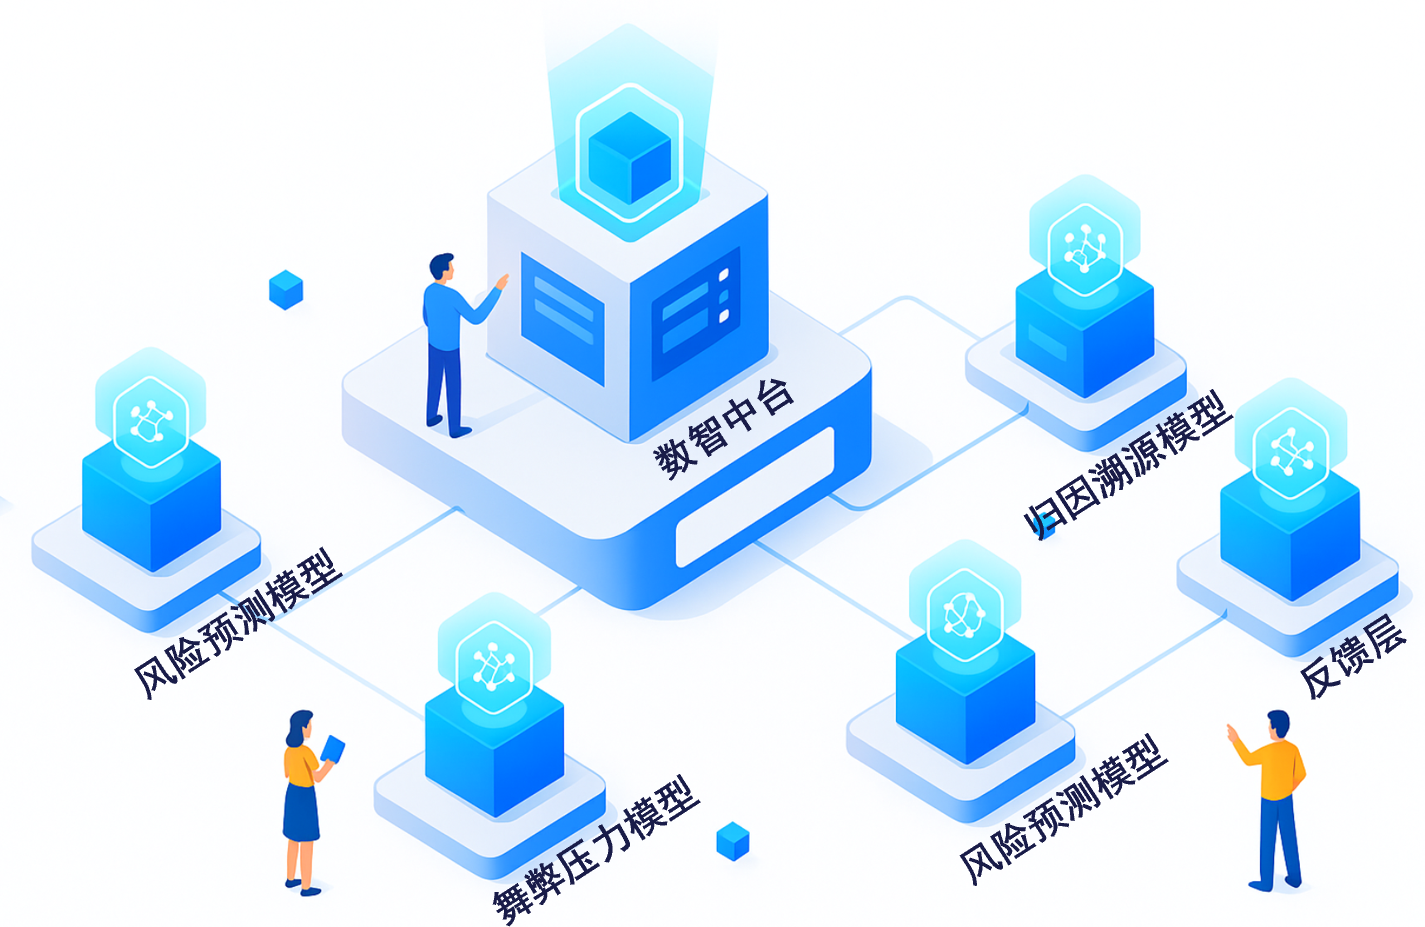 数智中台
归因溯源模型
风险预测模型
反馈层
舞弊压力模型
风险预测模型